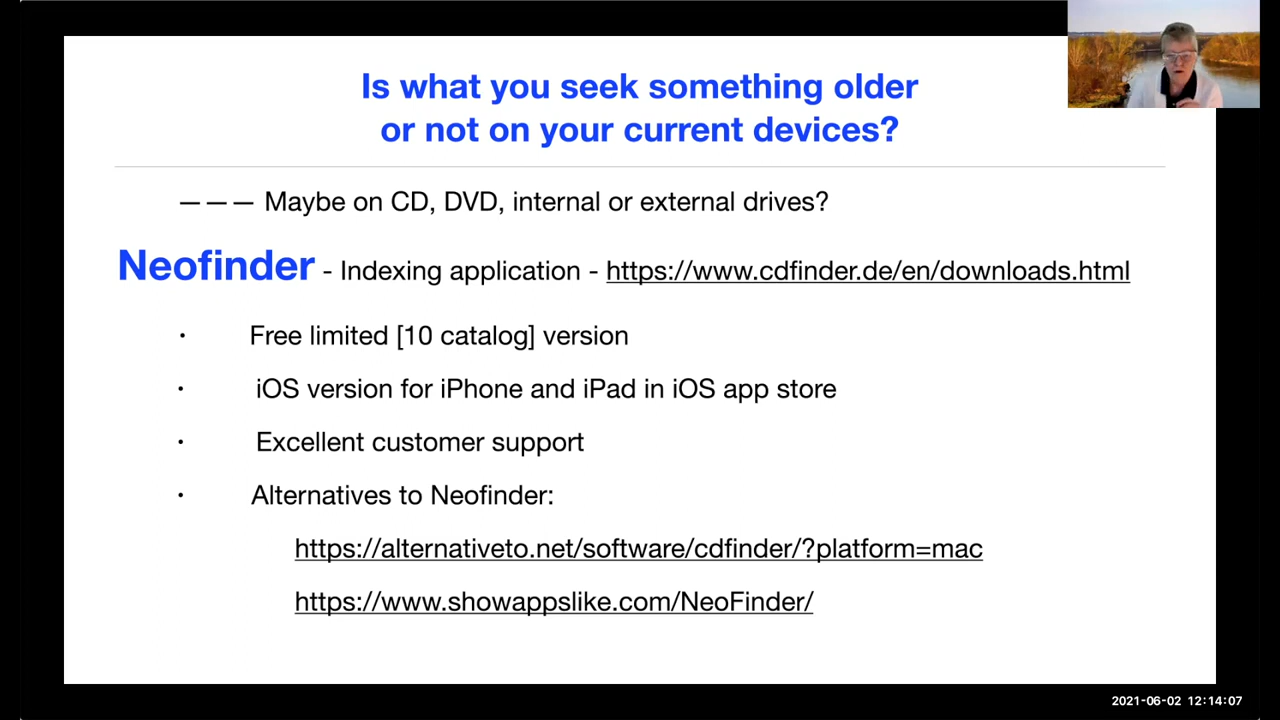 Is what you seek something older
or not on your current devices?
— — — Maybe on CD, DVD, internal or external drives?
Neofinder - Indexing application - https://www.cdfinder.de/en/downloads.html
· Free limited [10 catalog] version
· iOS version for iPhone and iPad in iOS app store
· Excellent customer support
· Alternatives to Neofinder:
https://alternativeto.net/software/cdfinder/?platform=mac
https://www.showappslike.com/NeoFinder/
2021-06-02 12:14:07